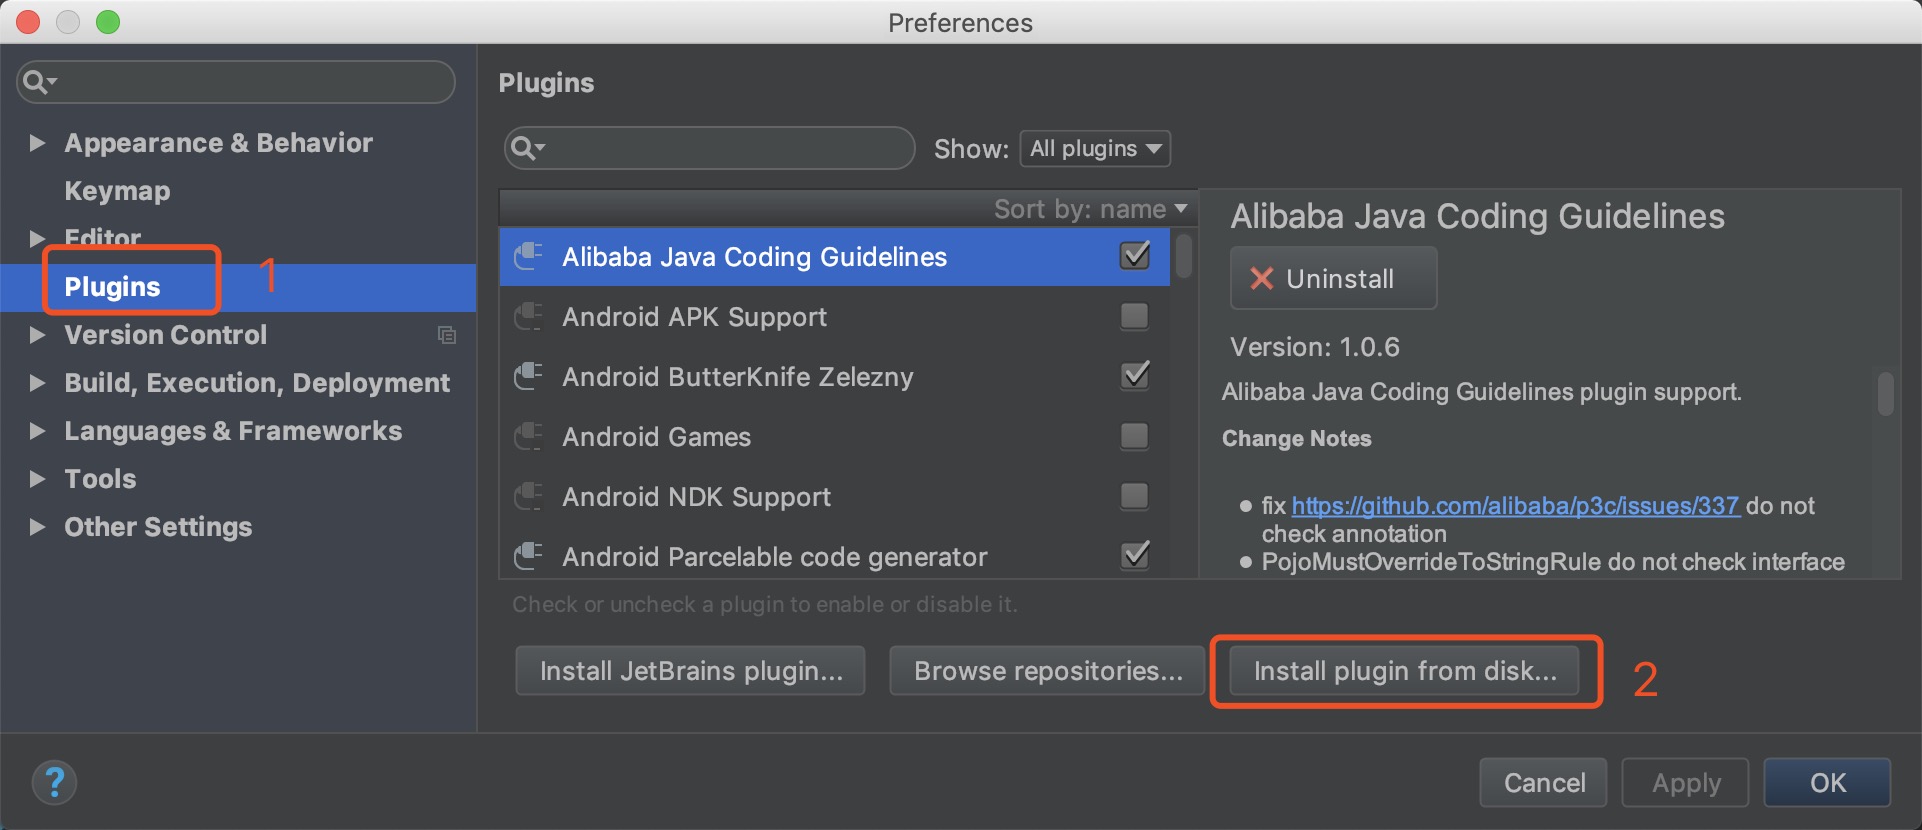 Preferences
Appearance & Behavior
Keymap
Editor
Plugins
1
Version Control
Build, Execution, Deployment
Languages & Frameworks
Tools
Other Settings
Plugins
Show: All plugins
Sort by: name
Alibaba Java Coding Guidelines
Android APK Support
Android ButterKnife Zelezny
Android Games
Android NDK Support
Android Parcelable code generator
Check or uncheck a plugin to enable or disable it.
Alibaba Java Coding Guidelines
Uninstall
Version: 1.0.6
Alibaba Java Coding Guidelines plugin support.
Change Notes
fix https://github.com/alibaba/p3c/issues/337 do not
check annotation
PojoMustOverrideToStringRule do not check interface
Install JetBrains plugin... Browse repositories... Install plugin from disk... 2
? Cancel Apply OK